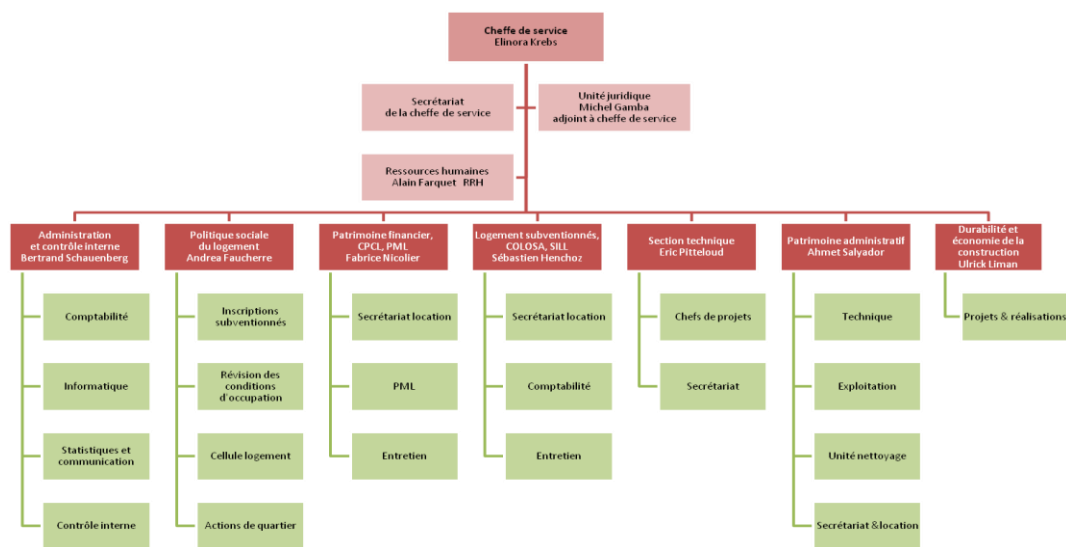 Cheffe de service
Elinora Krebs
Secrétariat
de la cheffe de service
Unité juridique
Michel Gamba
adjoint à cheffe de service
Ressources humaines
Alain Farquet RRH
Administration
et contrôle interne
Bertrand Schauenberg
Politique sociale
du logement
Andrea Faucherre
Patrimoine financier,
CPCL, PML
Fabrice Nicolier
Logement subventionnés,
COLOSA, SILL
Sébastien Henchoz
Section technique
Eric Pitteloud
Patrimoine administratif
Ahmet Salyador
Durabilité et
économie de la
construction
Ulrick Liman
Comptabilité
Informatique
Statistiques et
communication
Contrôle interne
Inscriptions
subventionnés
Révision des
conditions
d'occupation
Cellule logement
Actions de quartier
Secrétariat location
PML
Entretien
Secrétariat location
Comptabilité
Entretien
Chefs de projets
Secrétariat
Technique
Exploitation
Unité nettoyage
Secrétariat &location
Projets & réalisations